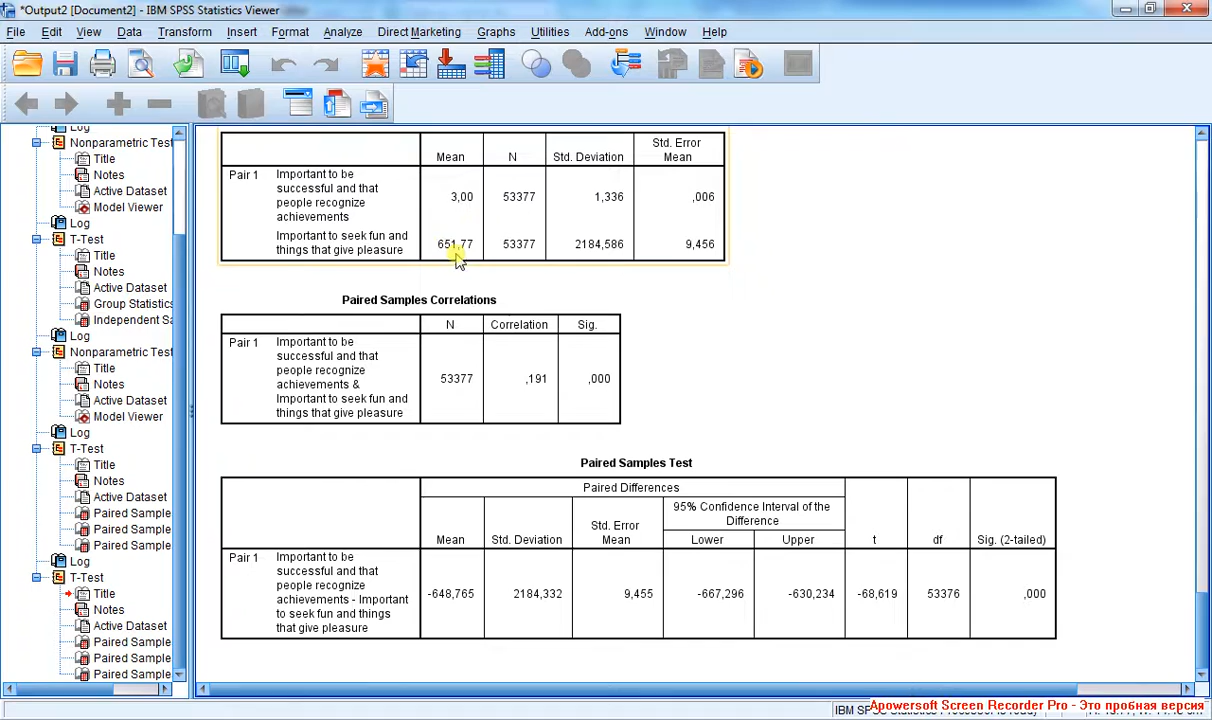 *Output2 [Document2] - IBM SPSS Statistics Viewer
File Edit View Data Transform Insert Format Analyze Direct Marketing Graphs Utilities Add-ons Window Help
Log
Nonparametric Test
Title
Notes
Active Dataset
Model Viewer
Log
T-Test
Title
Notes
Active Dataset
Group Statistics
Independent Sa
Log
Nonparametric Test
Title
Notes
Active Dataset
Model Viewer
Log
T-Test
Title
Notes
Active Dataset
Paired Sample
Paired Sample
Paired Sample
Log
T-Test
Title
Notes
Active Dataset
Paired Sample
Paired Sample
Paired Sample
Mean N Std. Deviation Std. Error
Mean
Pair 1 Important to be
successful and that
people recognize
achievements 3,00 53377 1,336 ,006
Important to seek fun and
things that give pleasure 651,77 53377 2184,586 9,456
Paired Samples Correlations
N Correlation Sig.
Pair 1 Important to be
successful and that
people recognize
achievements & 53377 ,191 ,000
Important to seek fun and
things that give pleasure
Paired Samples Test
Paired Differences
95% Confidence Interval of the
Difference
Mean Std. Deviation Std. Error
Mean Lower Upper t df Sig. (2-tailed)
Pair 1 Important to be
successful and that
people recognize
achievements - Important -648,765 2184,332 9,455 -667,296 -630,234 -68,619 53376 ,000
to seek fun and things
that give pleasure
Apowersoft Screen Recorder Pro - Это пробная версия
IBM SPSS Statistics